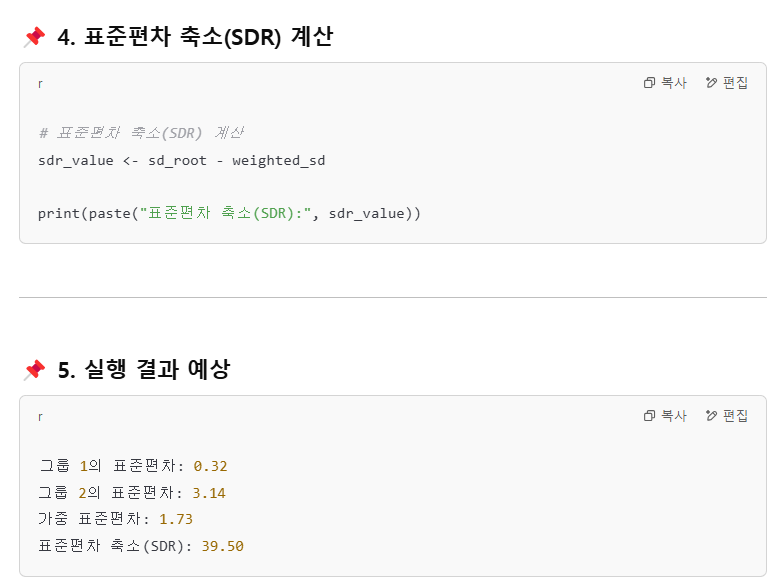 📌 4. 표준편차 축소(SDR) 계산
r
복사 편집
# 표준편차 축소(SDR) 계산
sdr_value <- sd_root - weighted_sd
print(paste("표준편차 축소(SDR):", sdr_value))
📌 5. 실행 결과 예상
r
복사 편집
그룹 1의 표준편차: 0.32
그룹 2의 표준편차: 3.14
가중 표준편차: 1.73
표준편차 축소(SDR): 39.50